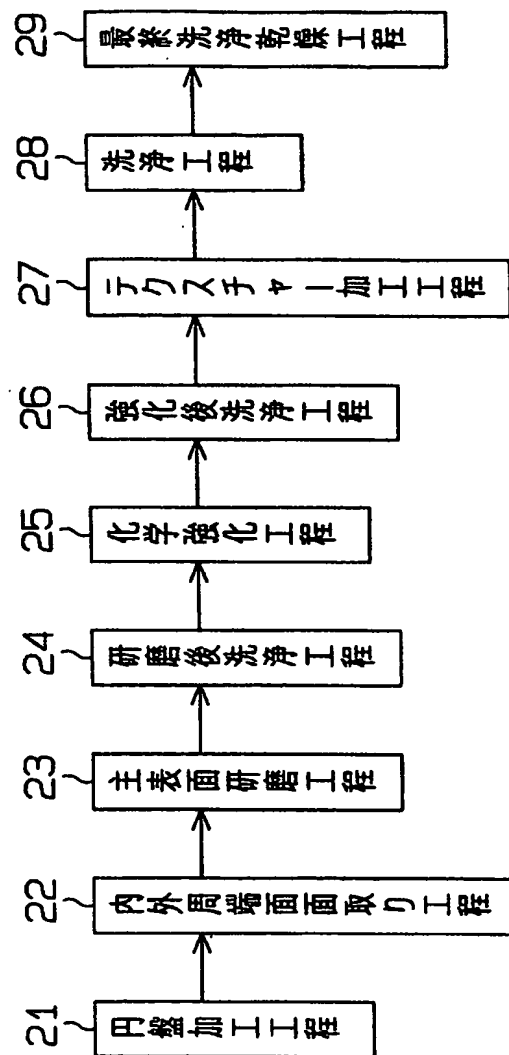 21
円盤加工工程
22
内外周端面面取り工程
23
主表面研磨工程
24
研磨後洗浄工程
25
化学強化工程
26
強化後洗浄工程
27
テクスチャー加工工程
28
洗浄工程
29
最終洗浄乾燥工程